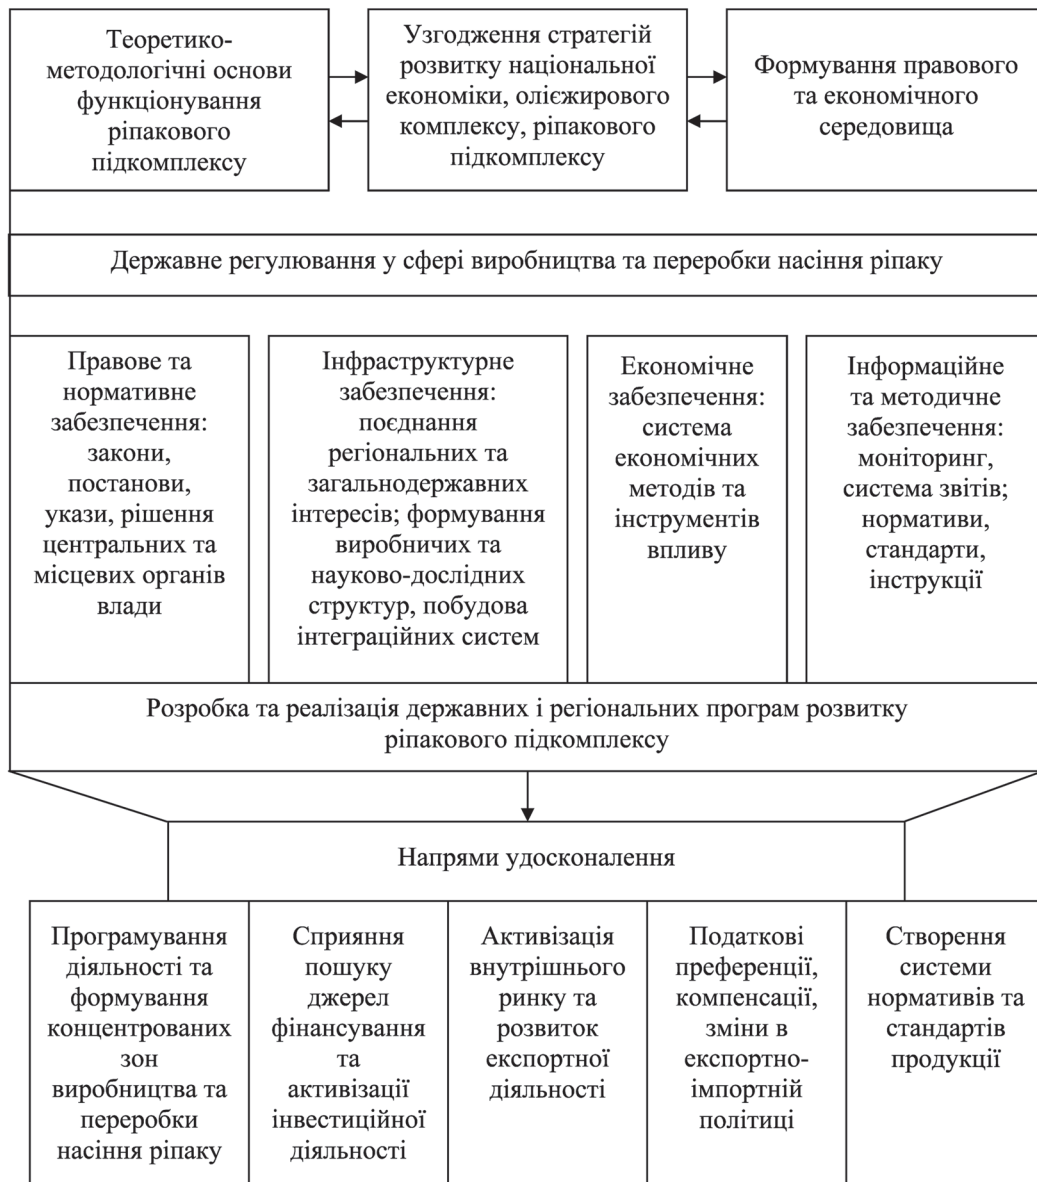 Теоретико-
методологічні основи
функціонування
ріпакового
підкомплексу
Узгодження стратегій
розвитку національної
економіки, олієжирового
комплексу, ріпакового
підкомплексу
Формування правового
та економічного
середовища
Державне регулювання у сфері виробництва та переробки насіння ріпаку
Правове та
нормативне
забезпечення:
закони,
постанови,
укази, рішення
центральних та
місцевих органів
влади
Інфраструктурне
забезпечення:
поєднання
регіональних та
загальнодержавних
інтересів; формування
виробничих та
науково-дослідних
структур, побудова
інтеграційних систем
Економічне
забезпечення:
система
економічних
методів та
інструментів
впливу
Інформаційне
та методичне
забезпечення:
моніторинг,
система звітів;
нормативи,
стандарти,
інструкції
Розробка та реалізація державних і регіональних програм розвитку
ріпакового підкомплексу
Напрями удосконалення
Програмування
діяльності та
формування
концентрованих
зон
виробництва та
переробки
насіння ріпаку
Сприяння
пошуку
джерел
фінансування
та
активізації
інвестиційної
діяльності
Активізація
внутрішнього
ринку та
розвиток
експортної
діяльності
Податкові
преференції,
компенсації,
зміни в
експортно-
імпортній
політиці
Створення
системи
нормативів та
стандартів
продукції